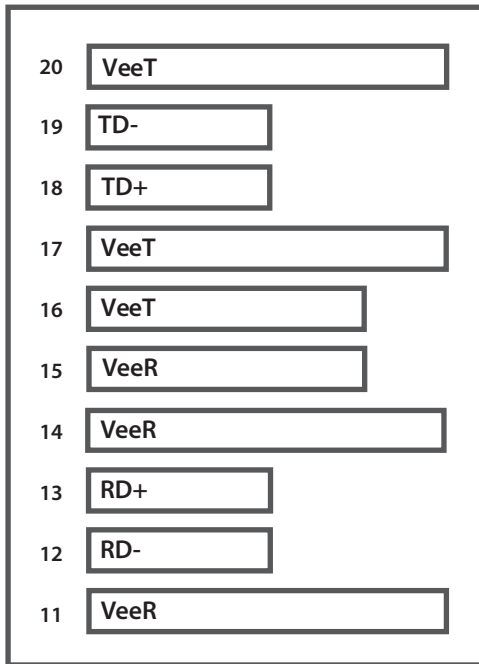 20 VeeT
19 TD-
18 TD+
17 VeeT
16 VeeT
15 VeeR
14 VeeR
13 RD+
12 RD-
11 VeeR